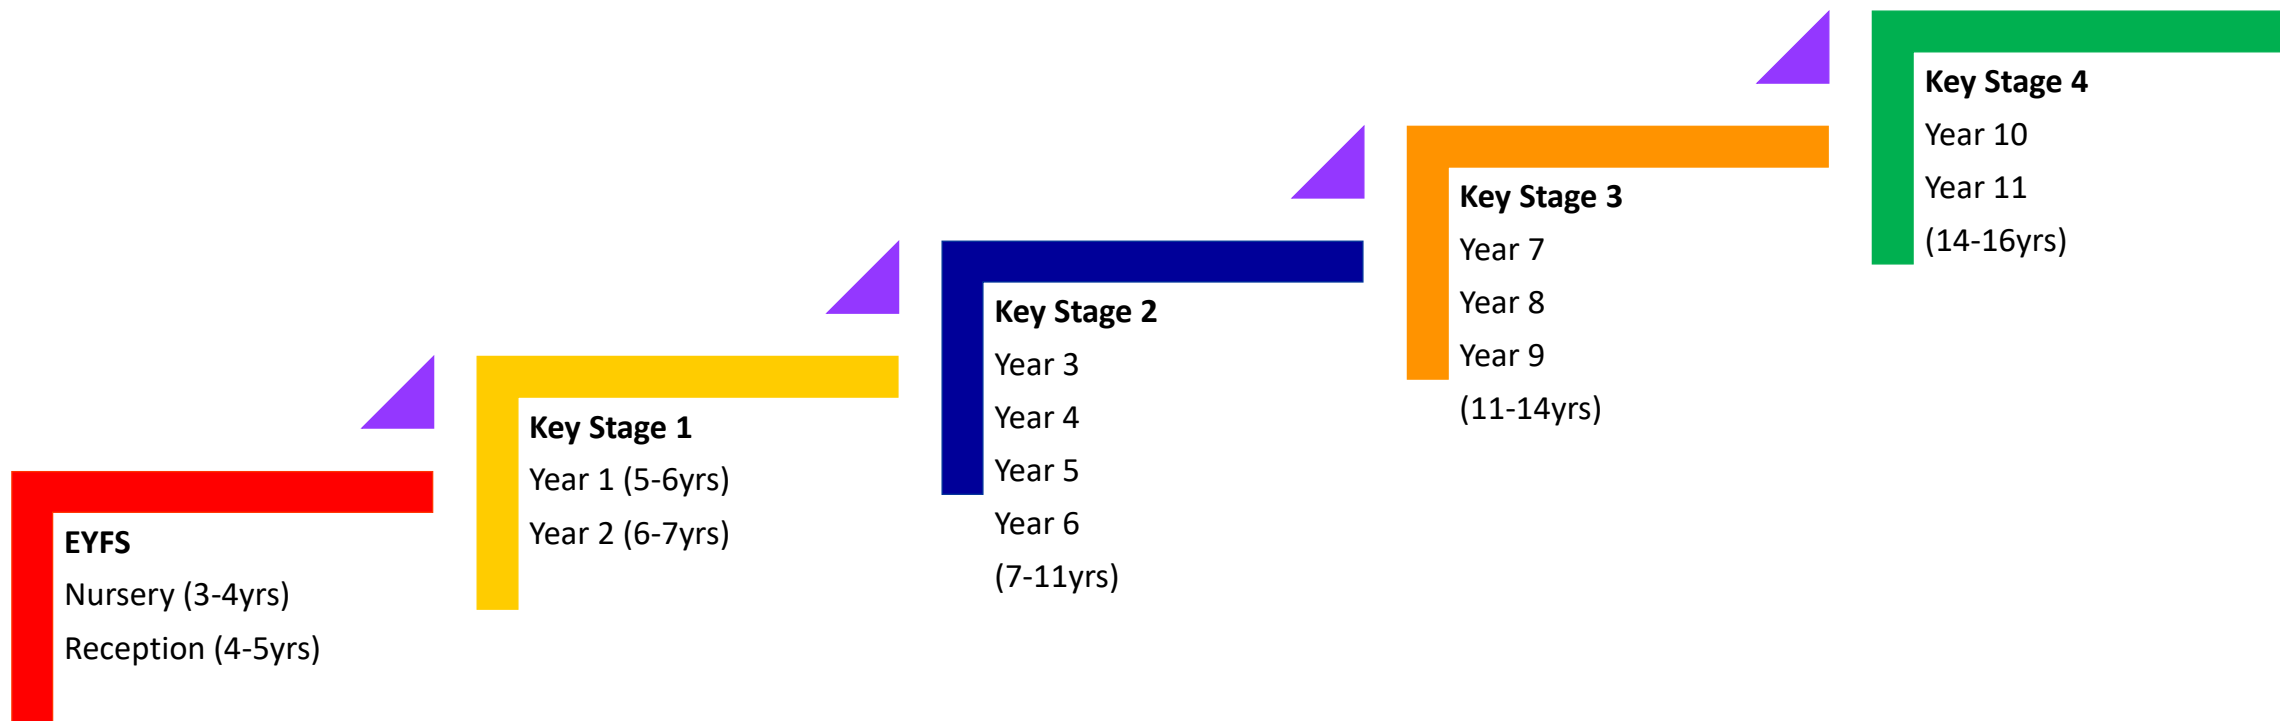 EYFS
Nursery (3-4yrs)
Reception (4-5yrs)
Key Stage 1
Year 1 (5-6yrs)
Year 2 (6-7yrs)
Key Stage 2
Year 3
Year 4
Year 5
Year 6
(7-11yrs)
Key Stage 3
Year 7
Year 8
Year 9
(11-14yrs)
Key Stage 4
Year 10
Year 11
(14-16yrs)